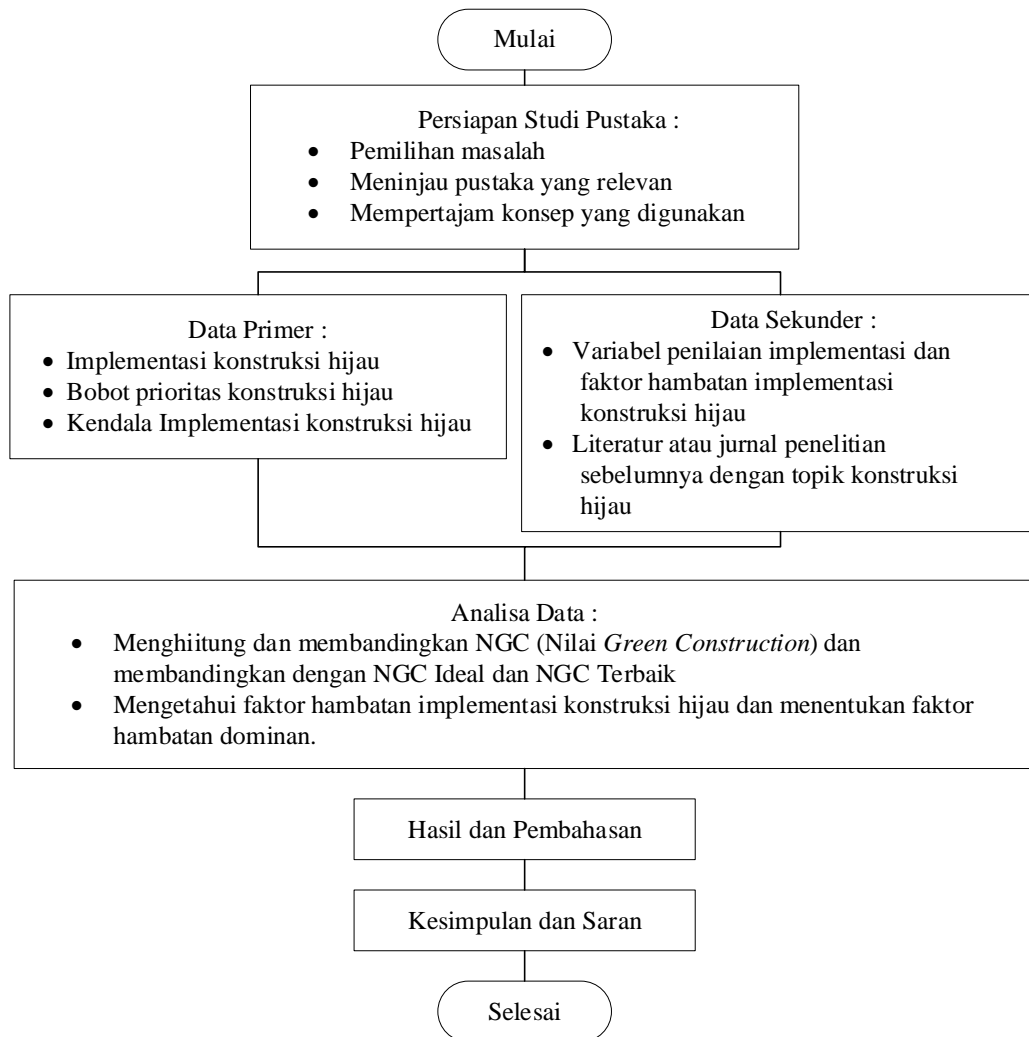 Mulai
Persiapan Studi Pustaka :
• Pemilihan masalah
• Meninjau pustaka yang relevan
• Mempertajam konsep yang digunakan
Data Primer :
• Implementasi konstruksi hijau
• Bobot prioritas konstruksi hijau
• Kendala Implementasi konstruksi hijau
Data Sekunder :
• Variabel penilaian implementasi dan
faktor hambatan implementasi
konstruksi hijau
• Literatur atau jurnal penelitian
sebelumnya dengan topik konstruksi
hijau
Analisa Data :
• Menghiitung dan membandingkan NGC (Nilai Green Construction) dan
membandingkan dengan NGC Ideal dan NGC Terbaik
• Mengetahui faktor hambatan implementasi konstruksi hijau dan menentukan faktor
hambatan dominan.
Hasil dan Pembahasan
Kesimpulan dan Saran
Selesai